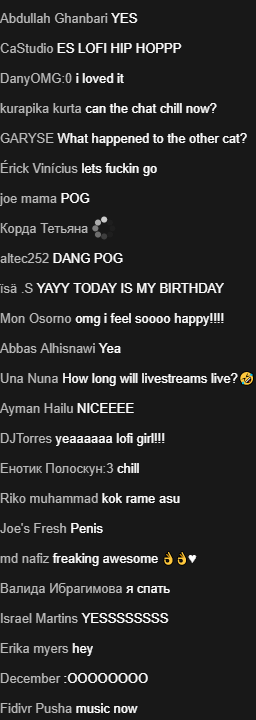 Abdullah Ghanbari YES
CaStudio ES LOFI HIP HOPPP
DanyOMG:0 i loved it
kurapika kurta can the chat chill now?
GARYSE What happened to the other cat?
Érick Vinícius lets fuckin go
joe mama POG
Корда Тетьяна
altec252 DANG POG
ïsä .S YAYY TODAY IS MY BIRTHDAY
Mon Osorno omg i feel soooo happy!!!!
Abbas Alhisnawi Yea
Una Nuna How long will livestreams live?🤣
Ayman Hailu NICEEEE
DJTorres yeaaaaaa lofi girl!!!
Енотик Полоскун:3 chill
Riko muhammad kok rame asu
Joe's Fresh Penis
md nafiz freaking awesome 👌👌♥
Валида Ибрагимова я спать
Israel Martins YESSSSSSSS
Erika myers hey
December :OOOOOOOO
Fidivr Pusha music now